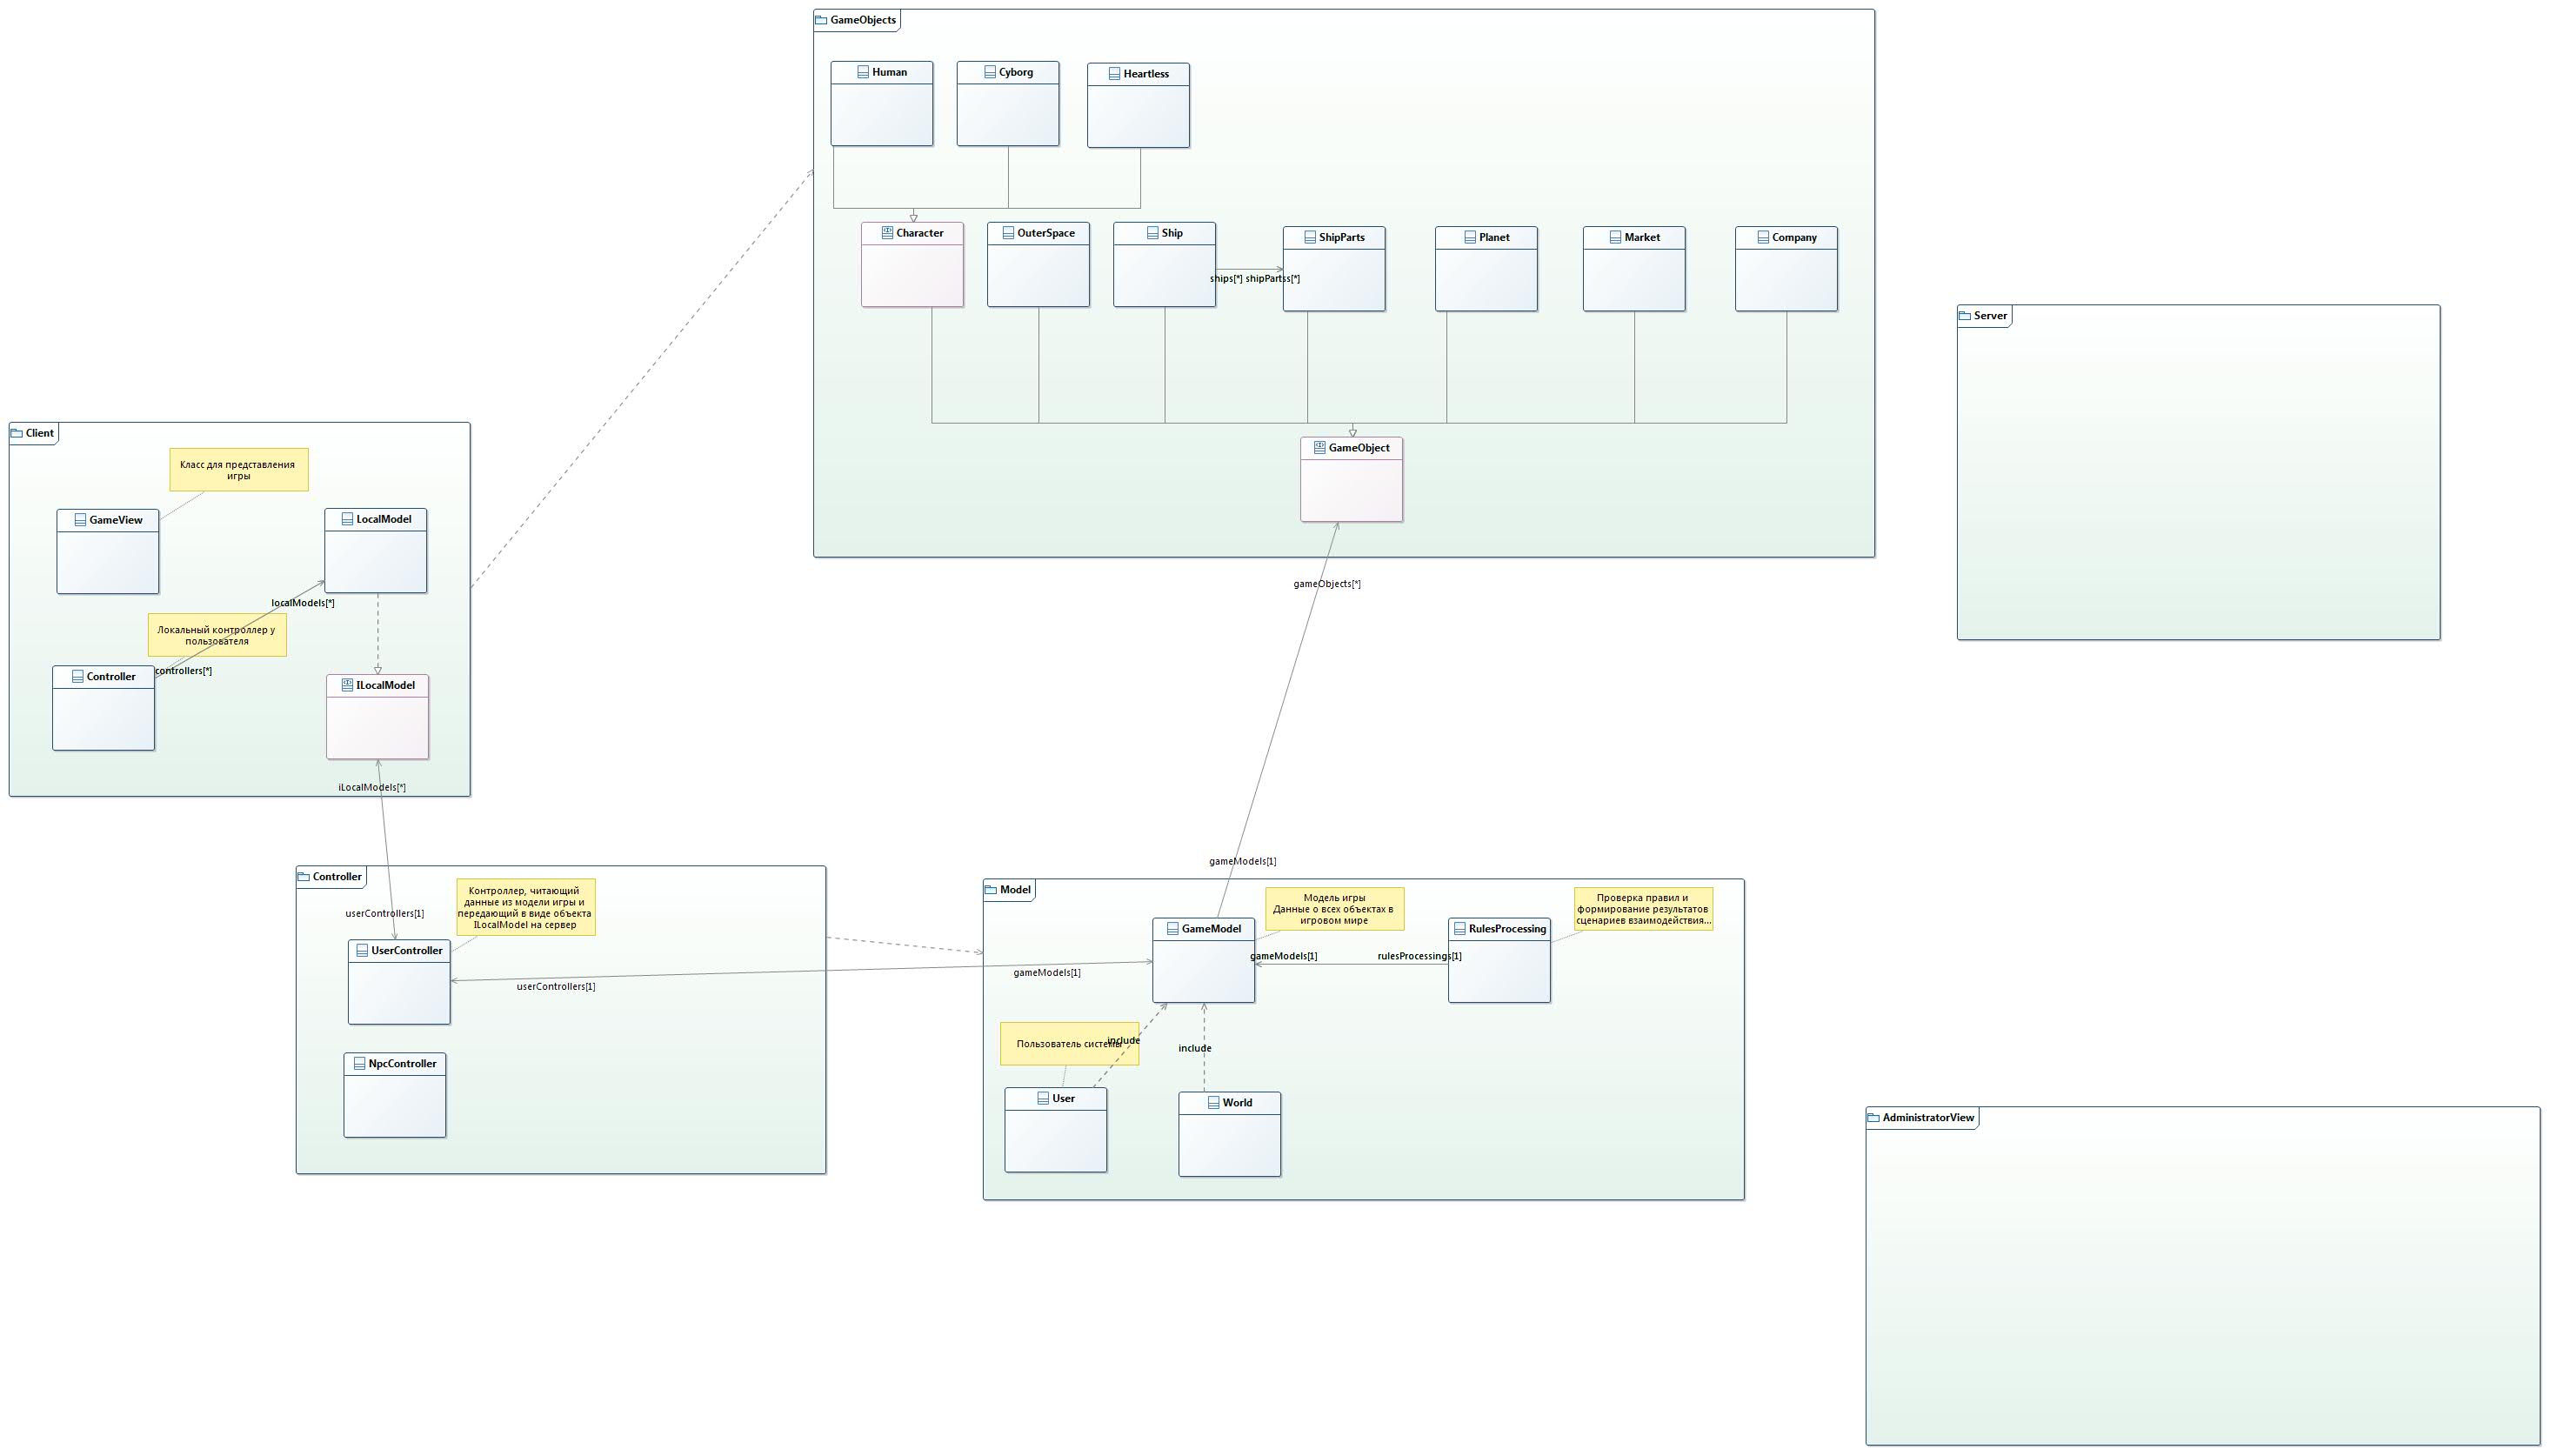 GameObjects
Human
Cyborg
Heartless
Character
OuterSpace
Ship
ShipParts
Planet
Market
Company
ships[*] shipPartss[*]
GameObject
gameObjects[*]
Server
Client
Класс для представления
игры
GameView
LocalModel
localModels[*]
Локальный контроллер у
пользователя
controllers[*]
Controller
ILocalModel
iLocalModels[*]
Controller
Контроллер, читающий
данные из модели игры и
передающий в виде объекта
ILocalModel на сервер
userControllers[1]
UserController
userControllers[1]
NpcController
gameModels[1]
Model
Модель игры
Данные о всех объектах в
игровом мире
Проверка правил и
формирование результатов
сценариев взаимодействия...
GameModel
RulesProcessing
gameModels[1]
rulesProcessings[1]
gameModels[1]
Пользователь системы
include
include
User
World
AdministratorView